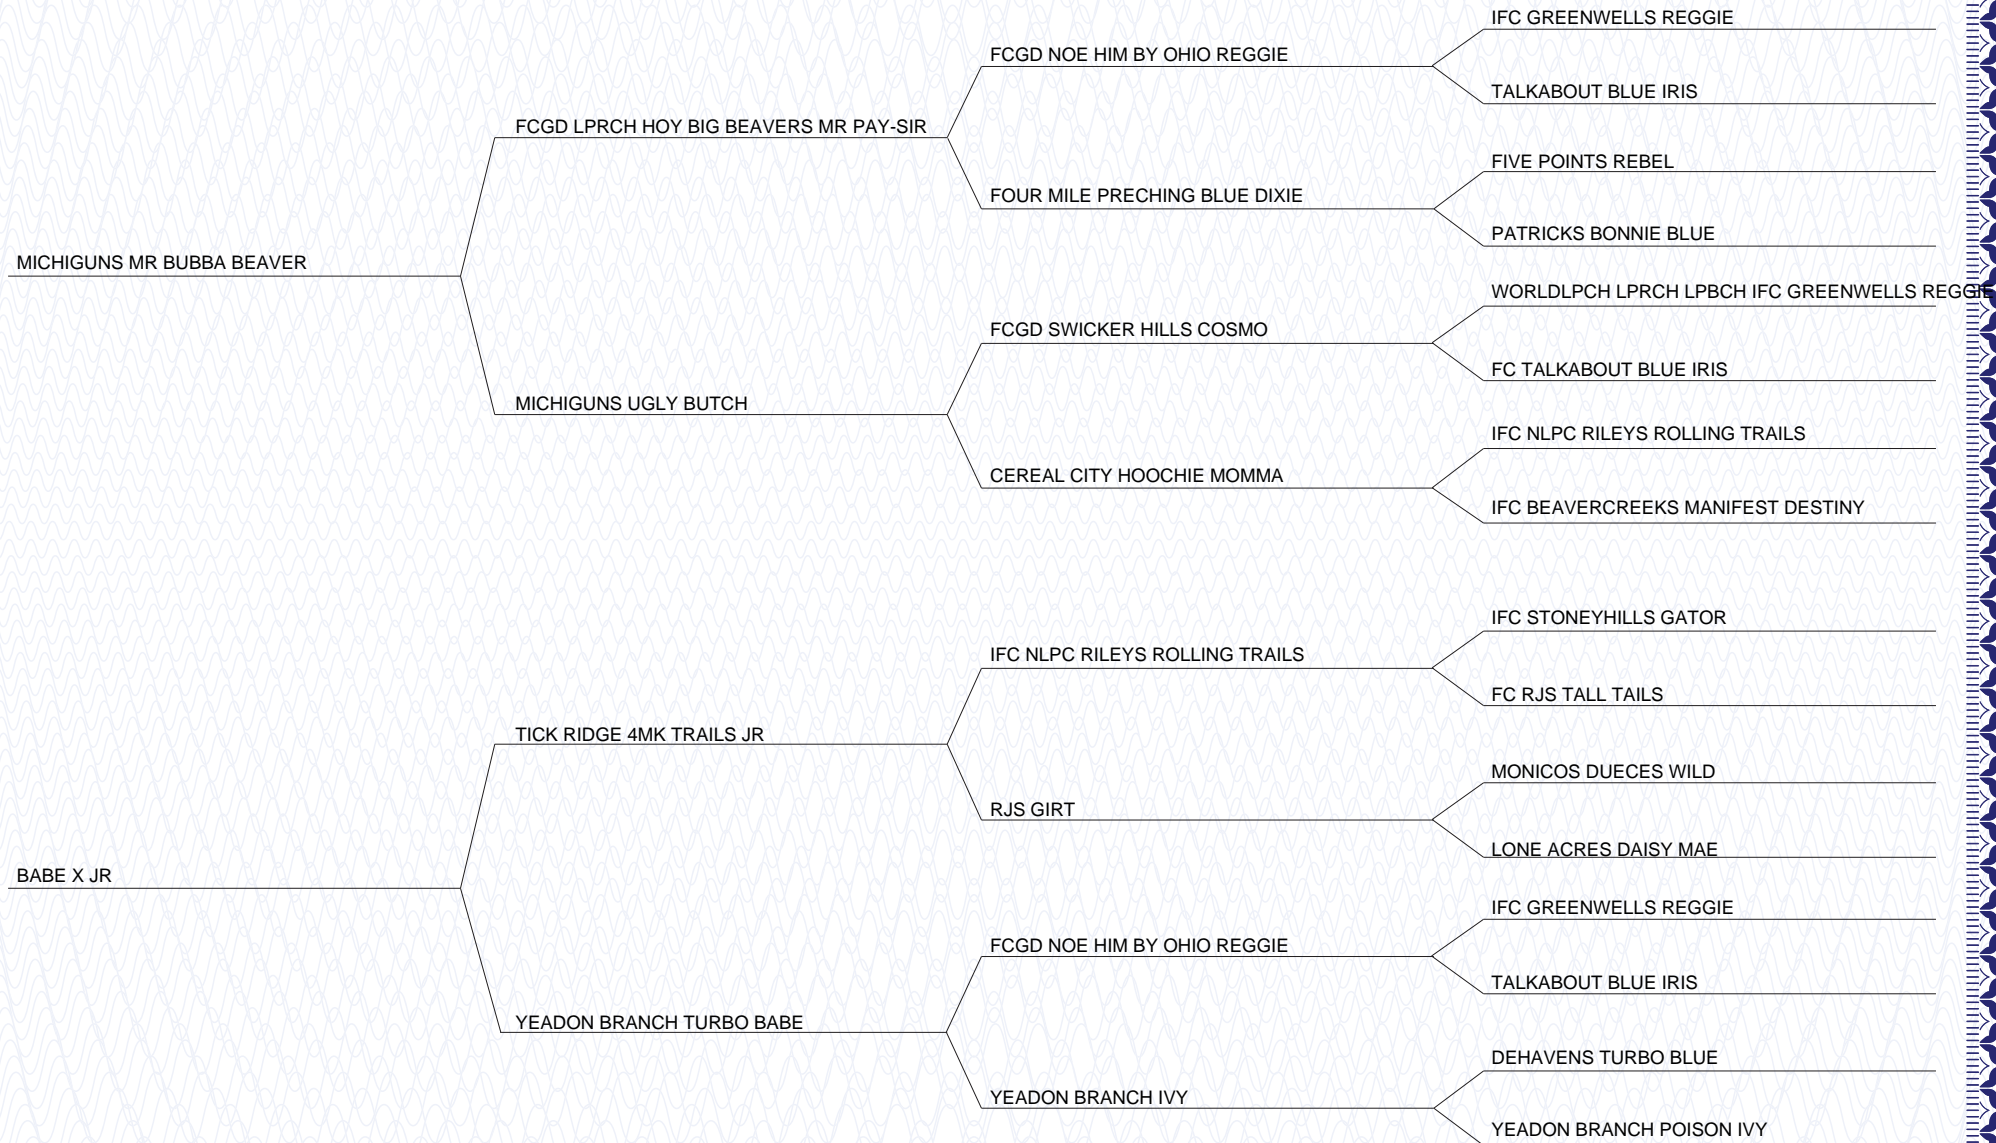 IFC GREENWELLS REGGIE
FCGD NOE HIM BY OHIO REGGIE
TALKABOUT BLUE IRIS
FCGD LPRCH HOY BIG BEAVERS MR PAY-SIR
FIVE POINTS REBEL
FOUR MILE PRECHING BLUE DIXIE
PATRICKS BONNIE BLUE
MICHIGUNS MR BUBBA BEAVER
WORLDLPCH LPRCH LPBCH IFC GREENWELLS REGGIE
FCGD SWICKER HILLS COSMO
FC TALKABOUT BLUE IRIS
MICHIGUNS UGLY BUTCH
IFC NLPC RILEYS ROLLING TRAILS
CEREAL CITY HOOCHIE MOMMA
IFC BEAVERCREEKS MANIFEST DESTINY
IFC STONEYHILLS GATOR
IFC NLPC RILEYS ROLLING TRAILS
FC RJS TALL TAILS
TICK RIDGE 4MK TRAILS JR
MONICOS DUECES WILD
RJS GIRT
LONE ACRES DAISY MAE
BABE X JR
IFC GREENWELLS REGGIE
FCGD NOE HIM BY OHIO REGGIE
TALKABOUT BLUE IRIS
YEADON BRANCH TURBO BABE
DEHAVENS TURBO BLUE
YEADON BRANCH IVY
YEADON BRANCH POISON IVY